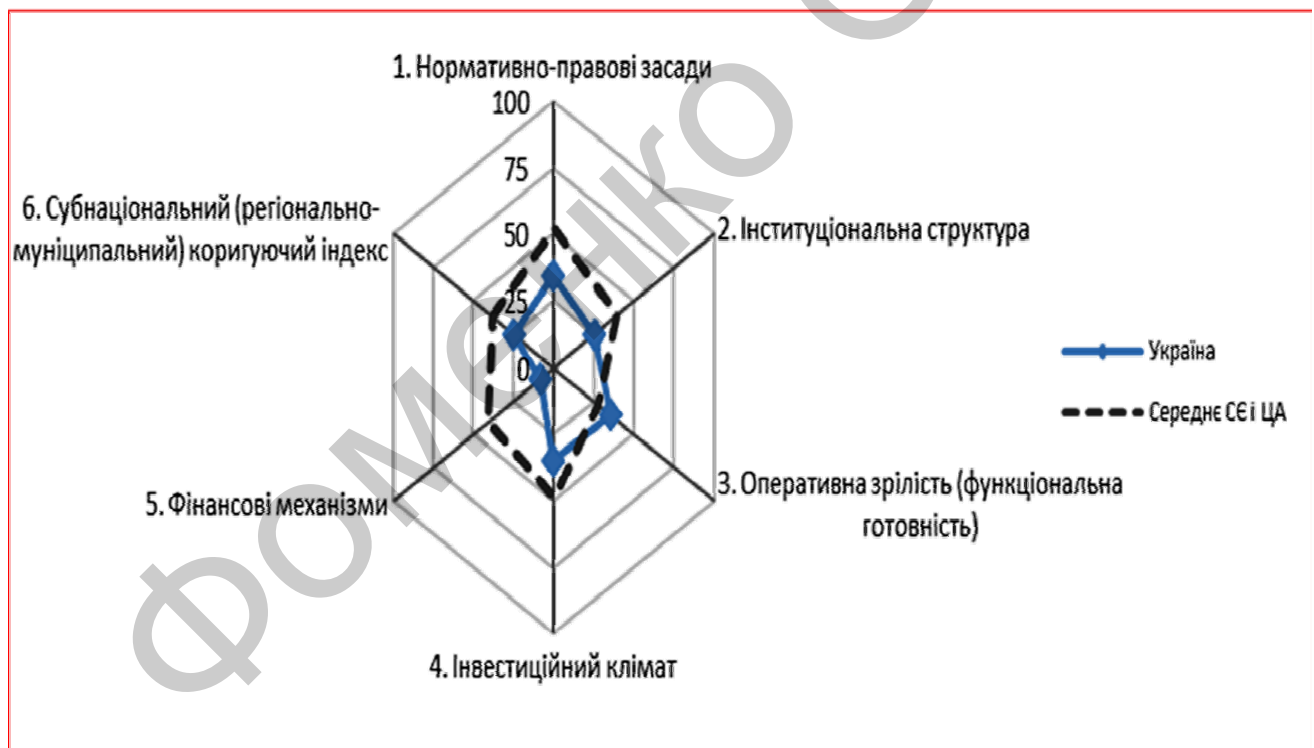 1. Нормативно-правові засади
100
75
50
25
0
2. Інституціональна структура
3. Оперативна зрілість (функціональна
готовність)
4. Інвестиційний клімат
5. Фінансові механізми
6. Субнаціональний (регіонально-
муніципальний) коригуючий індекс
Україна
Середнє СЄ і ЦА
Фоменко